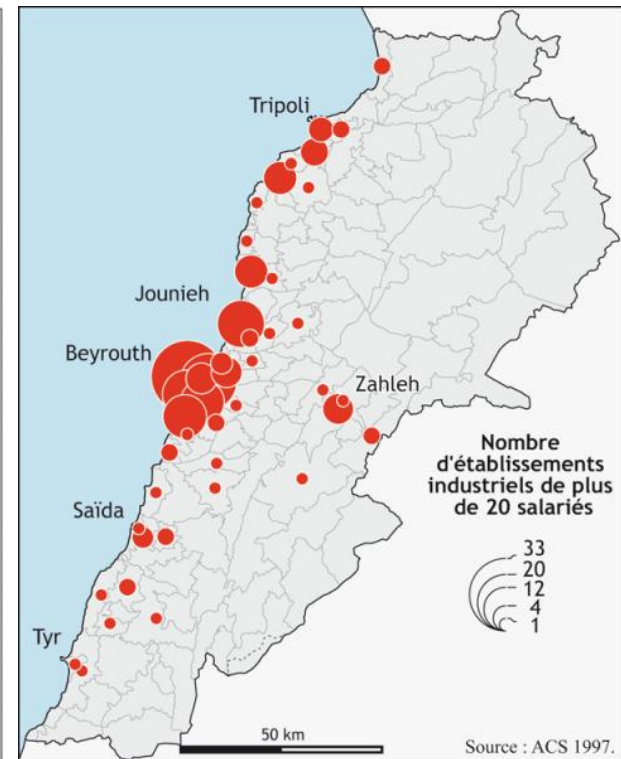 Tripoli
Jounieh
Beyrouth
Zahleh
Nombre
d'établissements
industriels de plus
de 20 salariés
33
20
12
4
1
Saïda
Tyr
50 km
Source : ACS 1997.